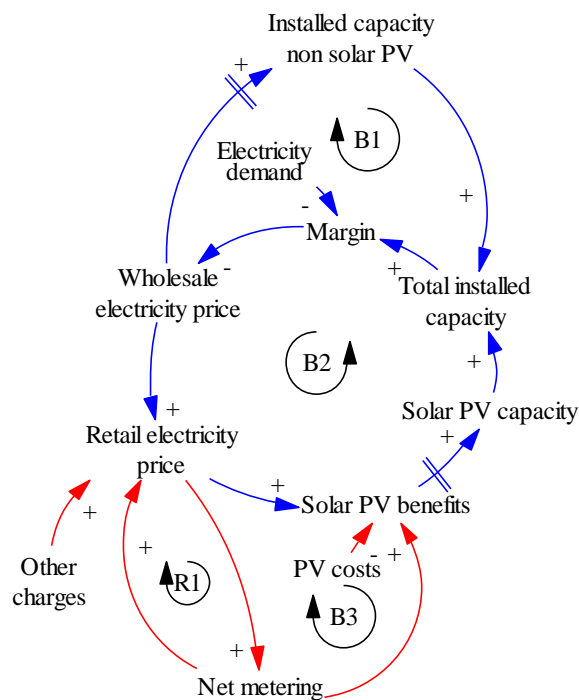 Installed capacity
non solar PV
+
B1
Electricity
demand
-
+
Margin
-
+
Wholesale
electricity price
Total installed
capacity
B2
+
+
Solar PV capacity
+
Retail electricity
price
+
Solar PV benefits
+
Other
charges
+
R1
PV costs
-
+
B3
+
Net metering